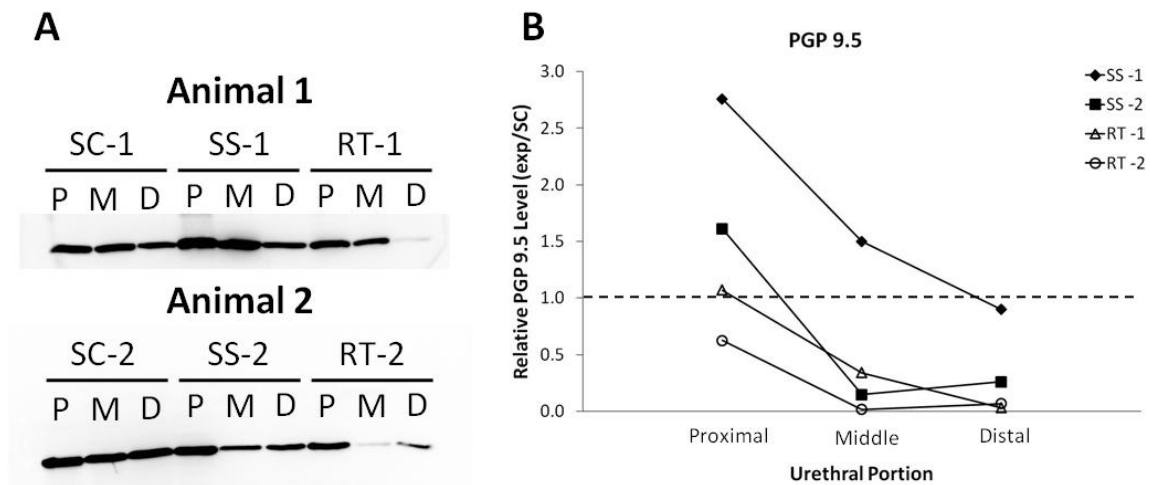 A
Animal 1
SC-1 SS-1 RT-1
P M D P M D P M D
Animal 2
SC-2 SS-2 RT-2
P M D P M D P M D
B
PGP 9.5
Relative PGP 9.5 Level (exp/SC)
3.0
2.5
2.0
1.5
1.0
0.5
0.0
Proximal Middle Distal
Urethral Portion
SS -1
SS -2
RT -1
RT -2